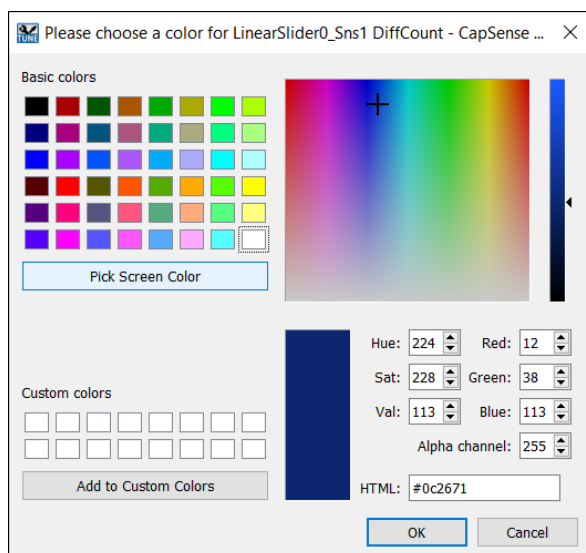 TUNE
Please choose a color for LinearSlider0_Sns1 DiffCount - CapSense ...
Basic colors
Pick Screen Color
Custom colors
Add to Custom Colors
Hue: 224 Red: 12
Sat: 228 Green: 38
Val: 113 Blue: 113
Alpha channel: 255
HTML: #0c2671
OK Cancel